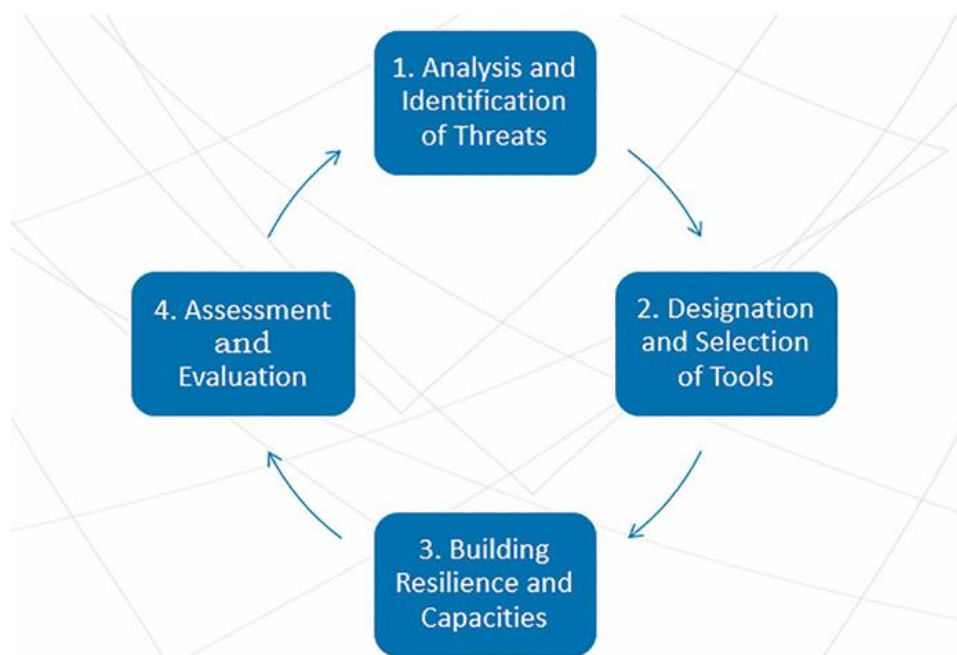 1. Analysis and
Identification
of Threats
2. Designation
and Selection
of Tools
3. Building
Resilience and
Capacities
4. Assessment
and
Evaluation